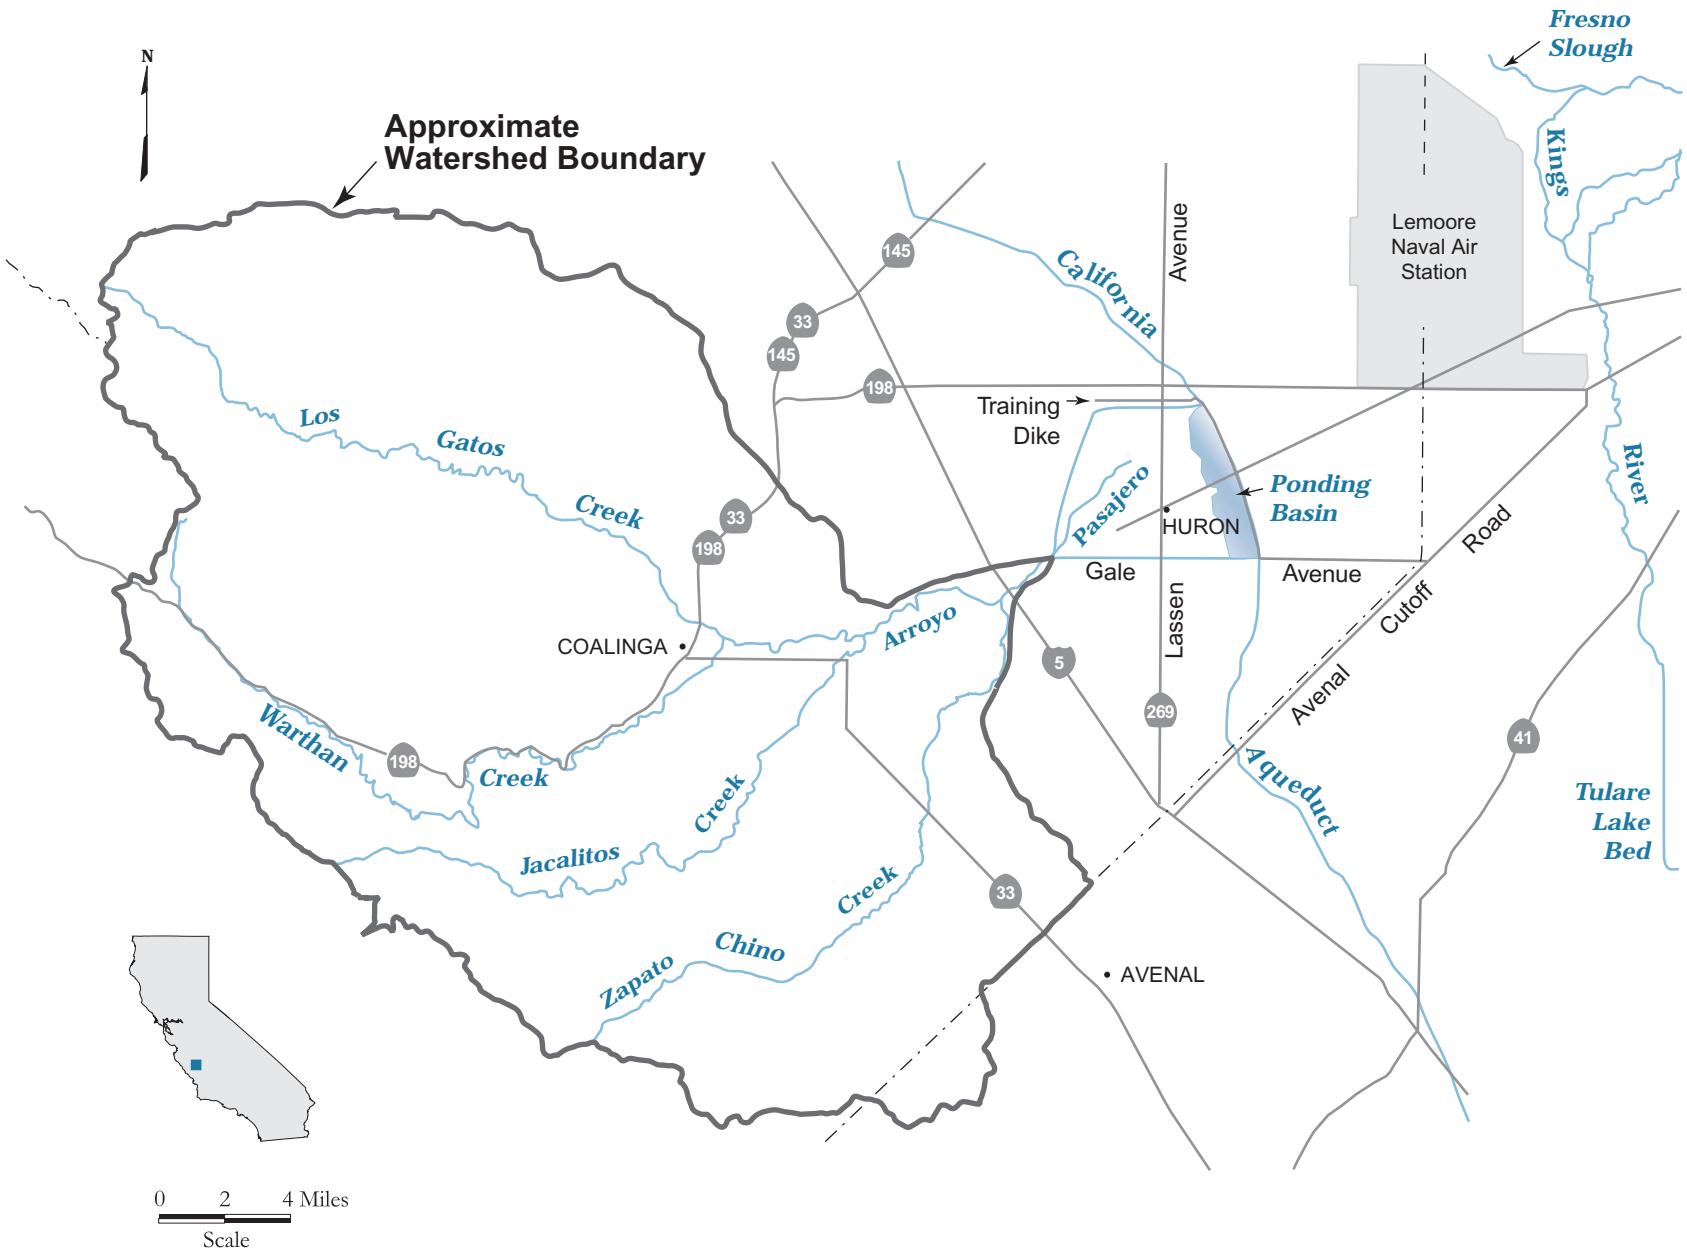 Fresno
Slough
N
Approximate
Watershed Boundary
Kings
Lemoore
Naval Air
Station
Avenue
145
California
33
145
198
Training
Dike
Los
Gatos
Creek
Pasajero
Ponding
Basin
River
HURON
33
198
Road
Gale
Avenue
Arroyo
Cutoff
COALINGA
Lassen
5
Avenal
269
41
Warthan
198
Creek
Aqueduct
Creek
Tulare
Lake
Bed
Jacalitos
Creek
33
Chino
Zapato
AVENAL
0 2 4 Miles
Scale